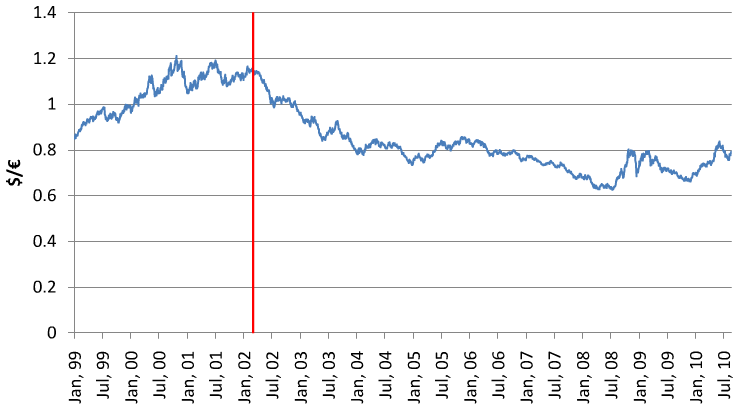 1.4
1.2
1
0.8
0.6
0.4
0.2
0
$/€
Jan, 99
Jul, 99
Jan, 00
Jul, 00
Jan, 01
Jul, 01
Jan, 02
Jul, 02
Jan, 03
Jul, 03
Jan, 04
Jul, 04
Jan, 05
Jul, 05
Jan, 06
Jul, 06
Jan, 07
Jul, 07
Jan, 08
Jul, 08
Jan, 09
Jul, 09
Jan, 10
Jul, 10